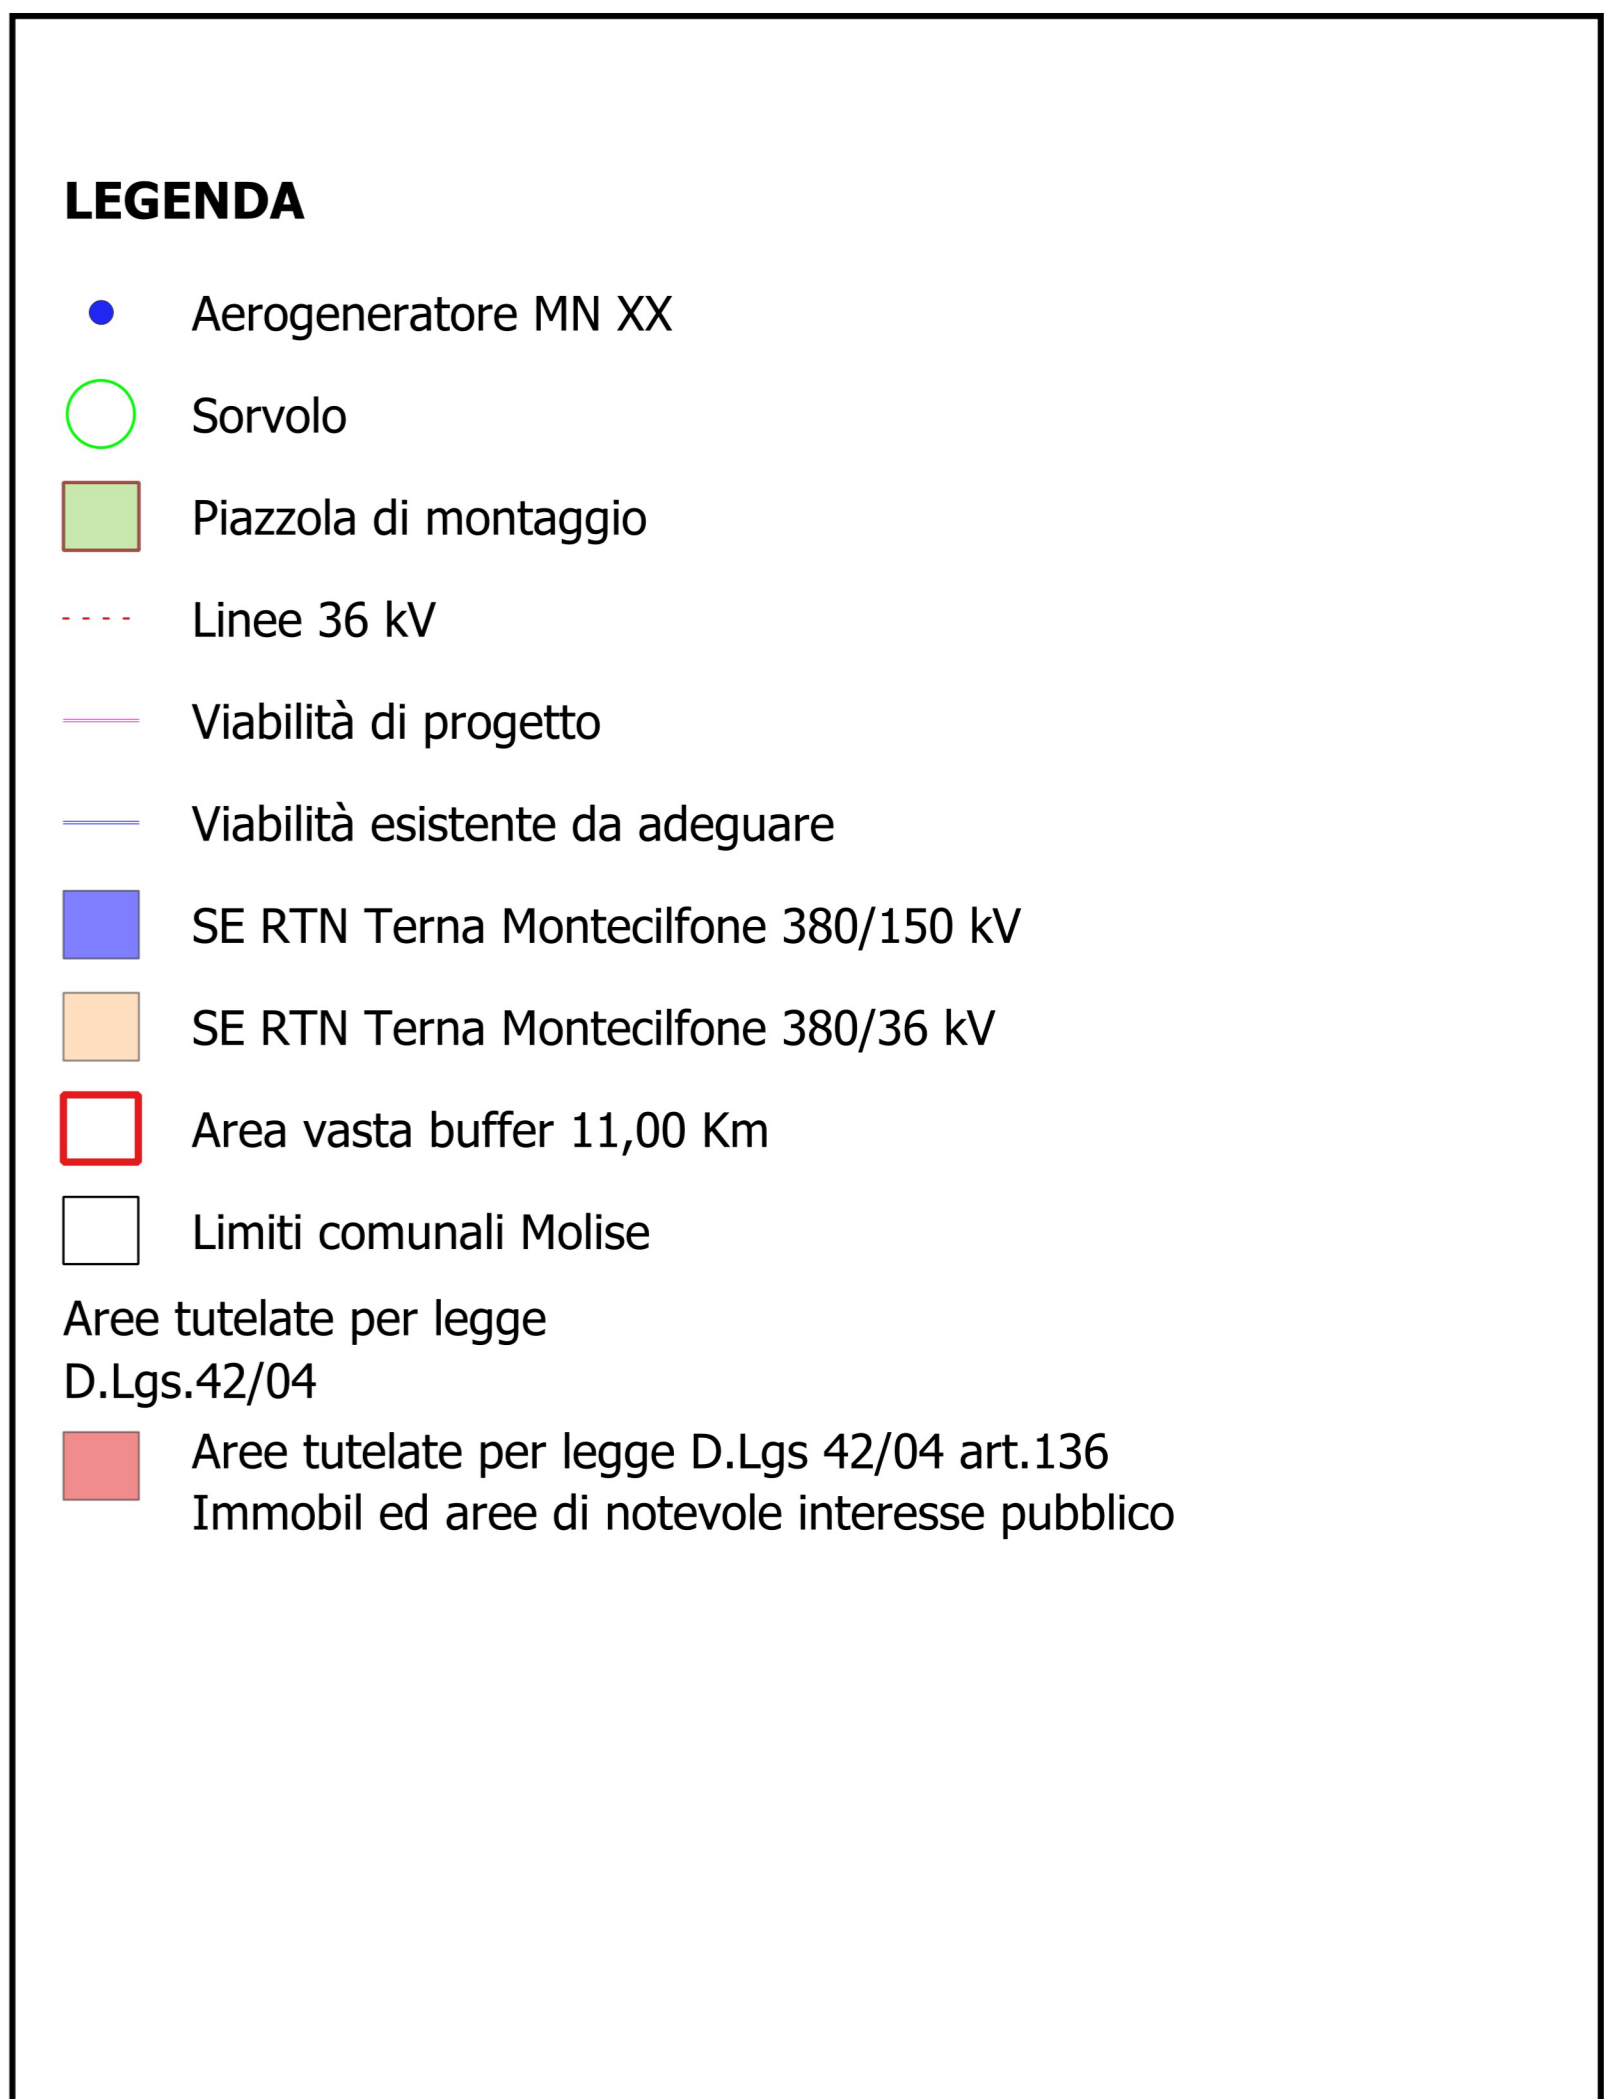 LEGENDA
Aerogeneratore MN XX
Sorvolo
Piazzola di montaggio
Linee 36 kV
Viabilità di progetto
Viabilità esistente da adeguare
SE RTN Terna Montecilfone 380/150 kV
SE RTN Terna Montecilfone 380/36 kV
Area vasta buffer 11,00 Km
Limiti comunali Molise
Aree tutelate per legge
D.Lgs.42/04
Aree tutelate per legge D.Lgs 42/04 art.136
Immobil ed aree di notevole interesse pubblico